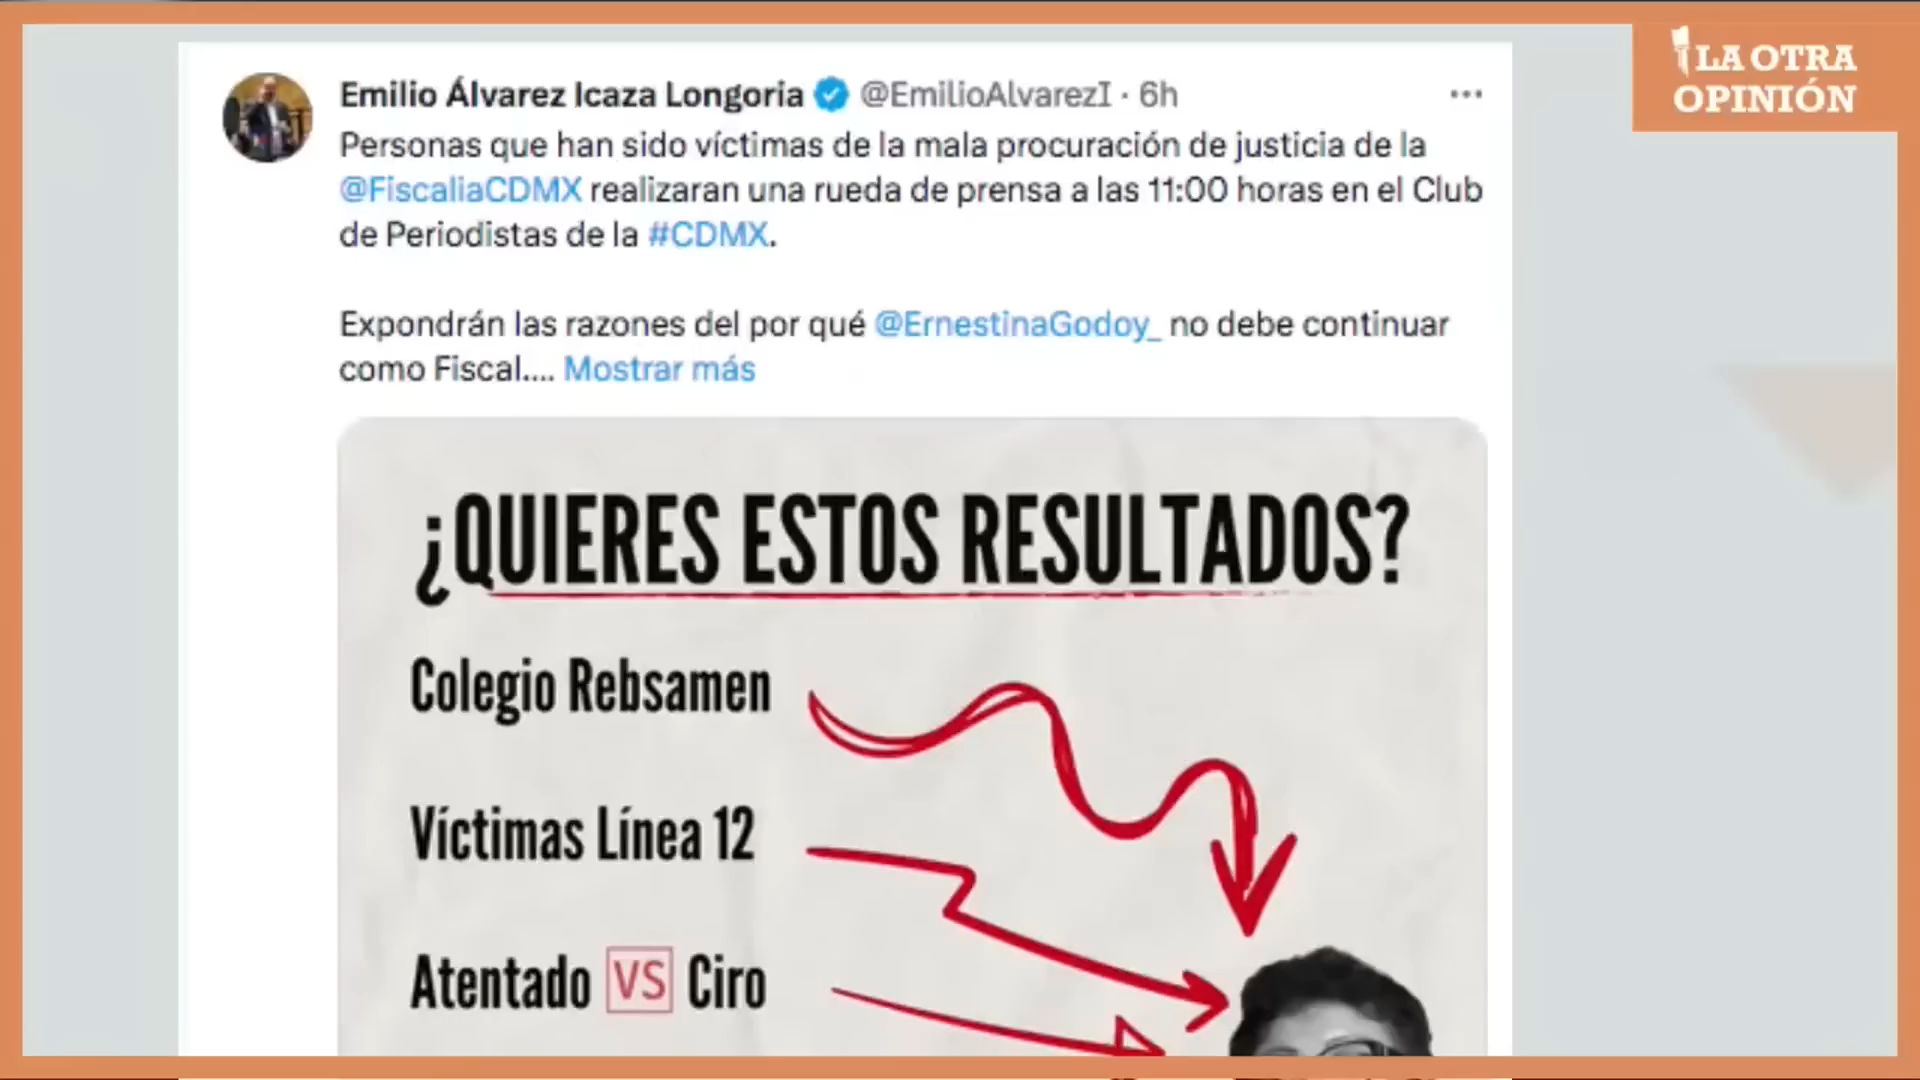 LA OTRA
OPINIÓN
Emilio Álvarez Icaza Longoria @EmilioAlvarezI · 6h
Personas que han sido víctimas de la mala procuración de justicia de la
@FiscaliaCDMX realizaran una rueda de prensa a las 11:00 horas en el Club
de Periodistas de la #CDMX.
Expondrán las razones del por qué @ErnestinaGodoy_ no debe continuar
como Fiscal.... Mostrar más
¿QUIERES ESTOS RESULTADOS?
Colegio Rebsamen
Víctimas Línea 12
Atentado VS Ciro